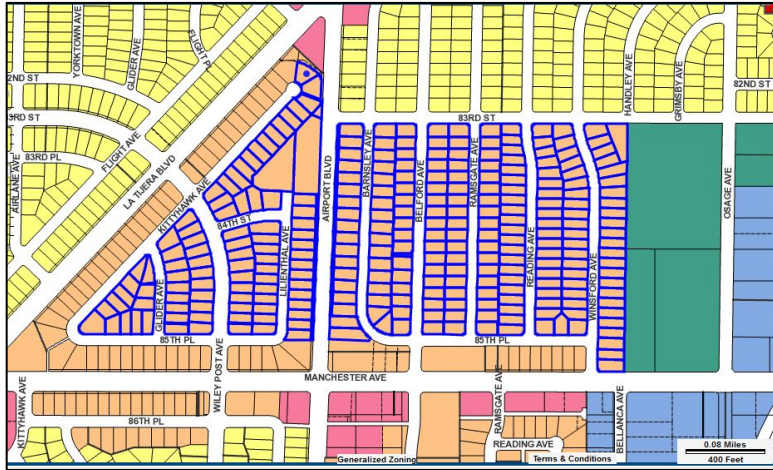 YORKTOWN AVE
GLIDER AVE
FLIGHT PL
HANDLEY AVE
GRIMSBY AVE
2ND ST
82ND ST
3RD ST
83RD ST
83RD PL
FLIGHT AVE
AIRLANE AVE
LA TIJERA BLVD
KITTYHAWK AVE
84TH ST
LILIENTHAL AVE
AIRPORT BLVD
BARNSLEY AVE
BELFORD AVE
RAMSGATE AVE
READING AVE
WINSFORD AVE
OSAGE AVE
GLIDER AVE
85TH PL
85TH PL
WILEY POST AVE
MANCHESTER AVE
KITTYHAWK AVE
86TH PL
RAMSGATE AVE
READING AVE
BELLANCA AVE
Generalized Zoning
Terms & Conditions
0.08 Miles
400 Feet